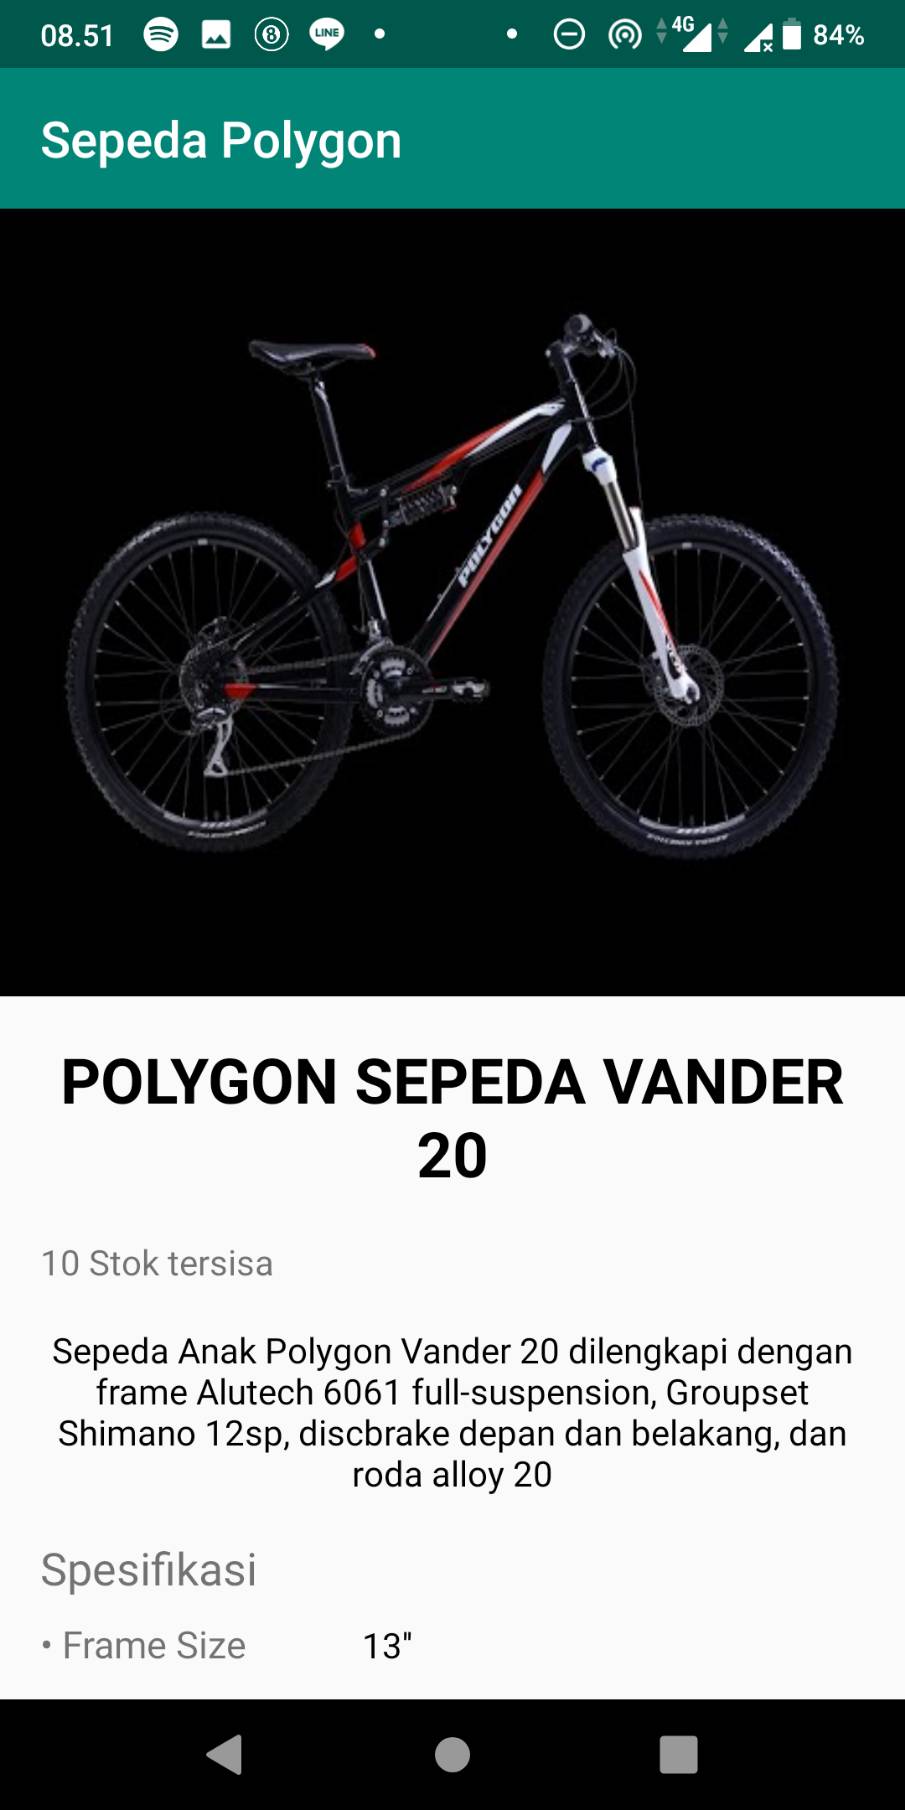 08.51 LINE 4G 84%
Sepeda Polygon
POLYGON
POLYGON SEPEDA VANDER
20
10 Stok tersisa
Sepeda Anak Polygon Vander 20 dilengkapi dengan
frame Alutech 6061 full-suspension, Groupset
Shimano 12sp, discbrake depan dan belakang, dan
roda alloy 20
Spesifikasi
• Frame Size 13"